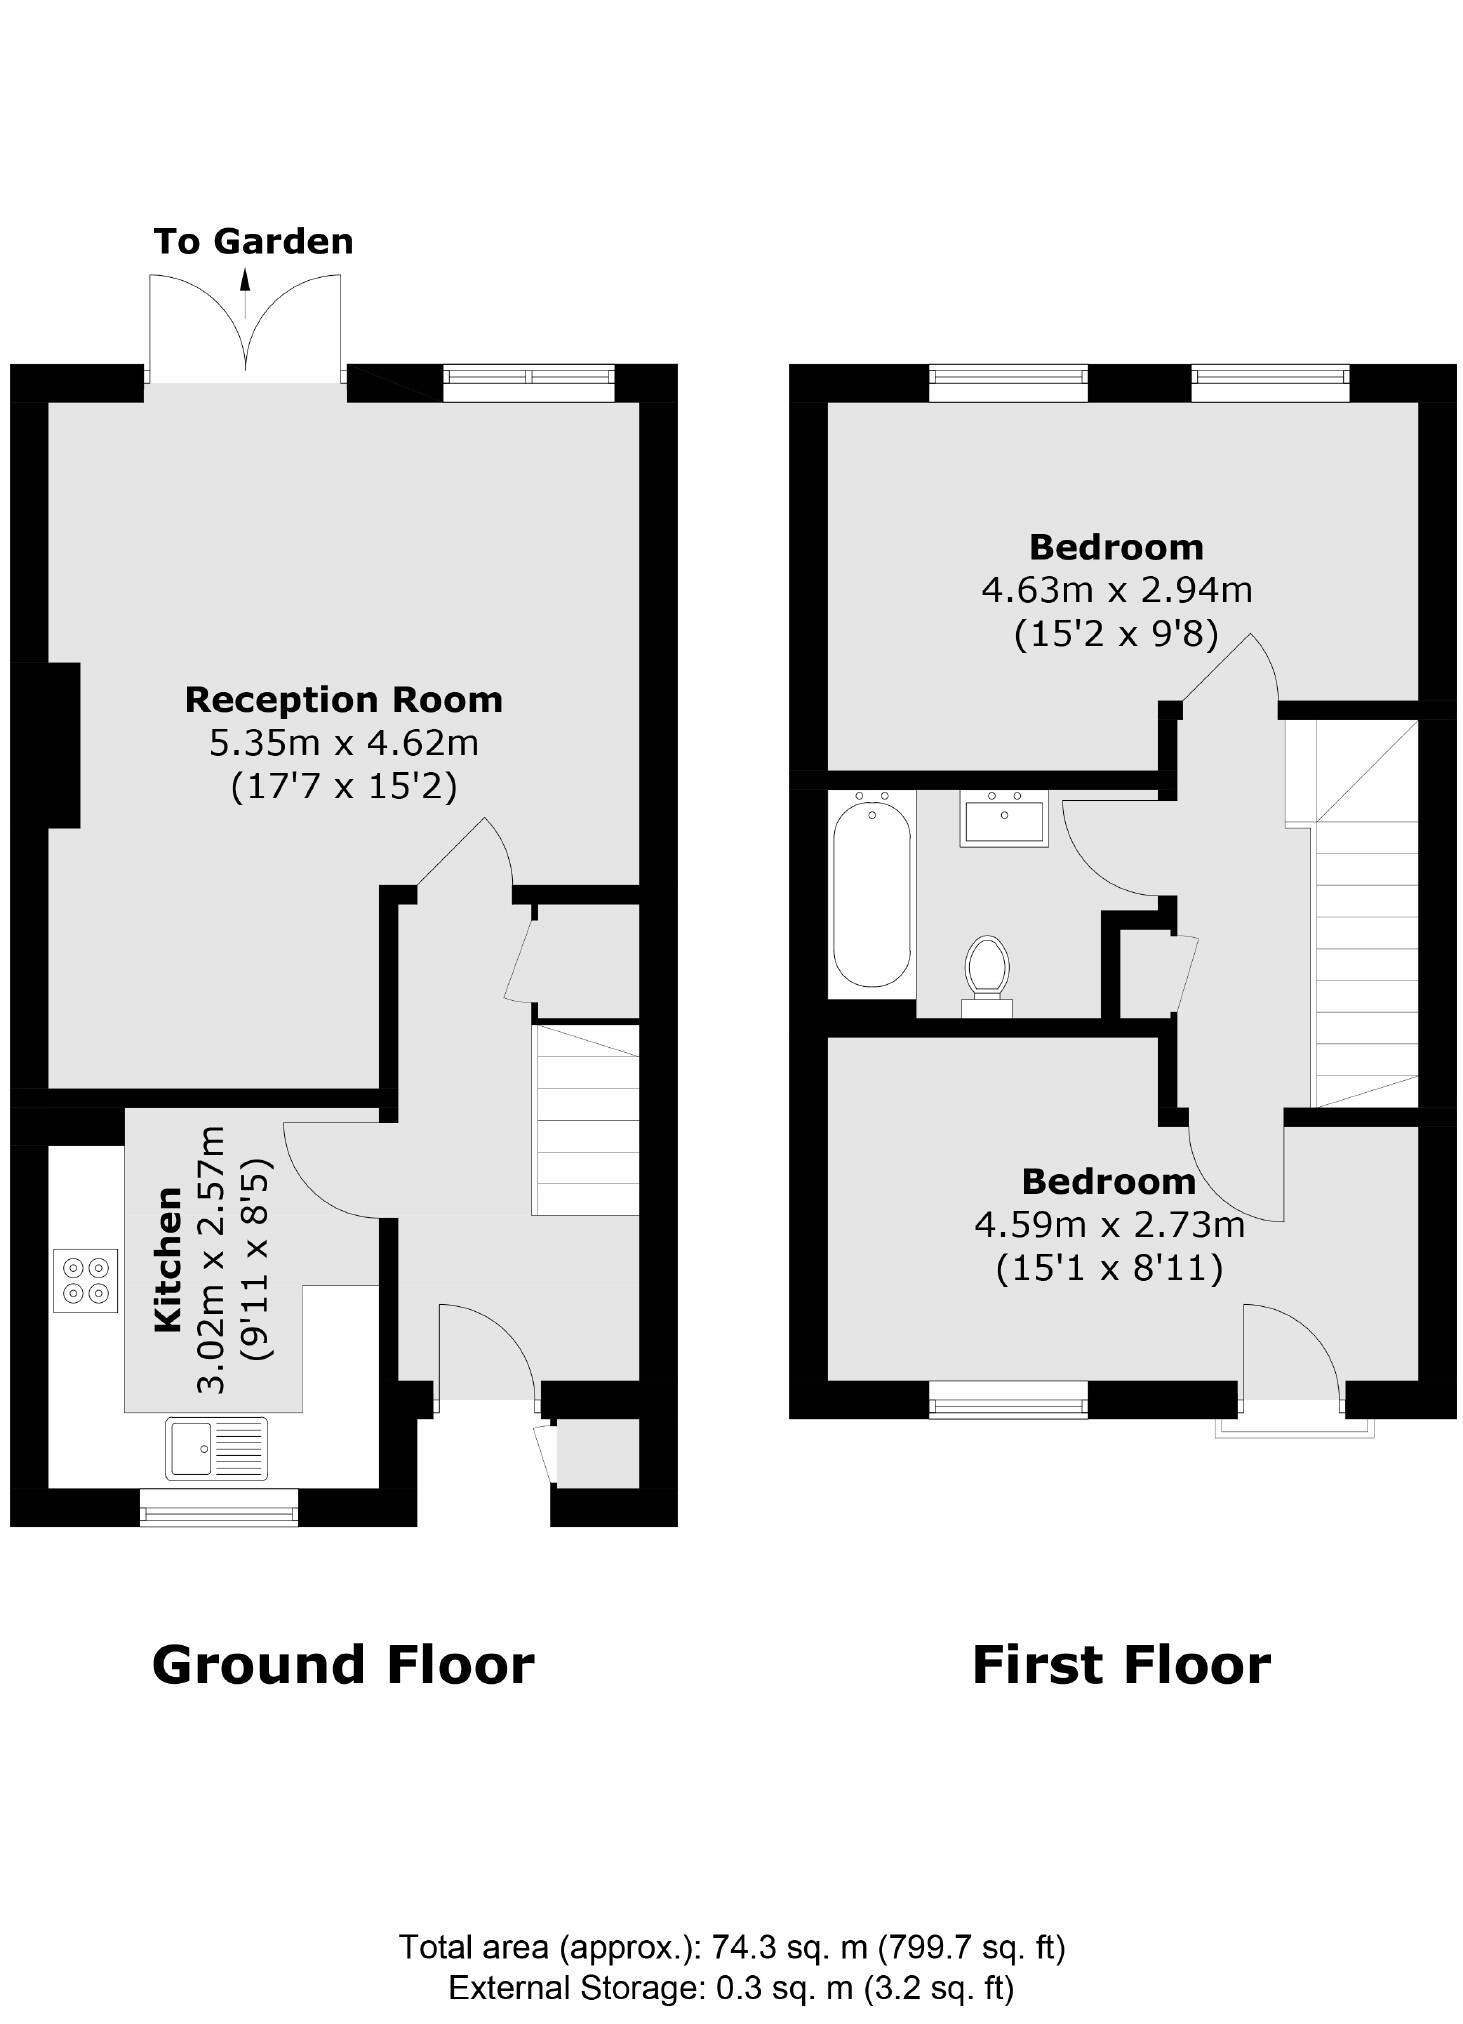 To Garden
Reception Room
5.35m x 4.62m
(17'7 x 15'2)
Kitchen
3.02m x 2.57m
(9'11 x 8'5)
Ground Floor
Bedroom
4.63m x 2.94m
(15'2 x 9'8)
Bedroom
4.59m x 2.73m
(15'1 x 8'11)
First Floor
Total area (approx.): 74.3 sq. m (799.7 sq. ft)
External Storage: 0.3 sq. m (3.2 sq. ft)